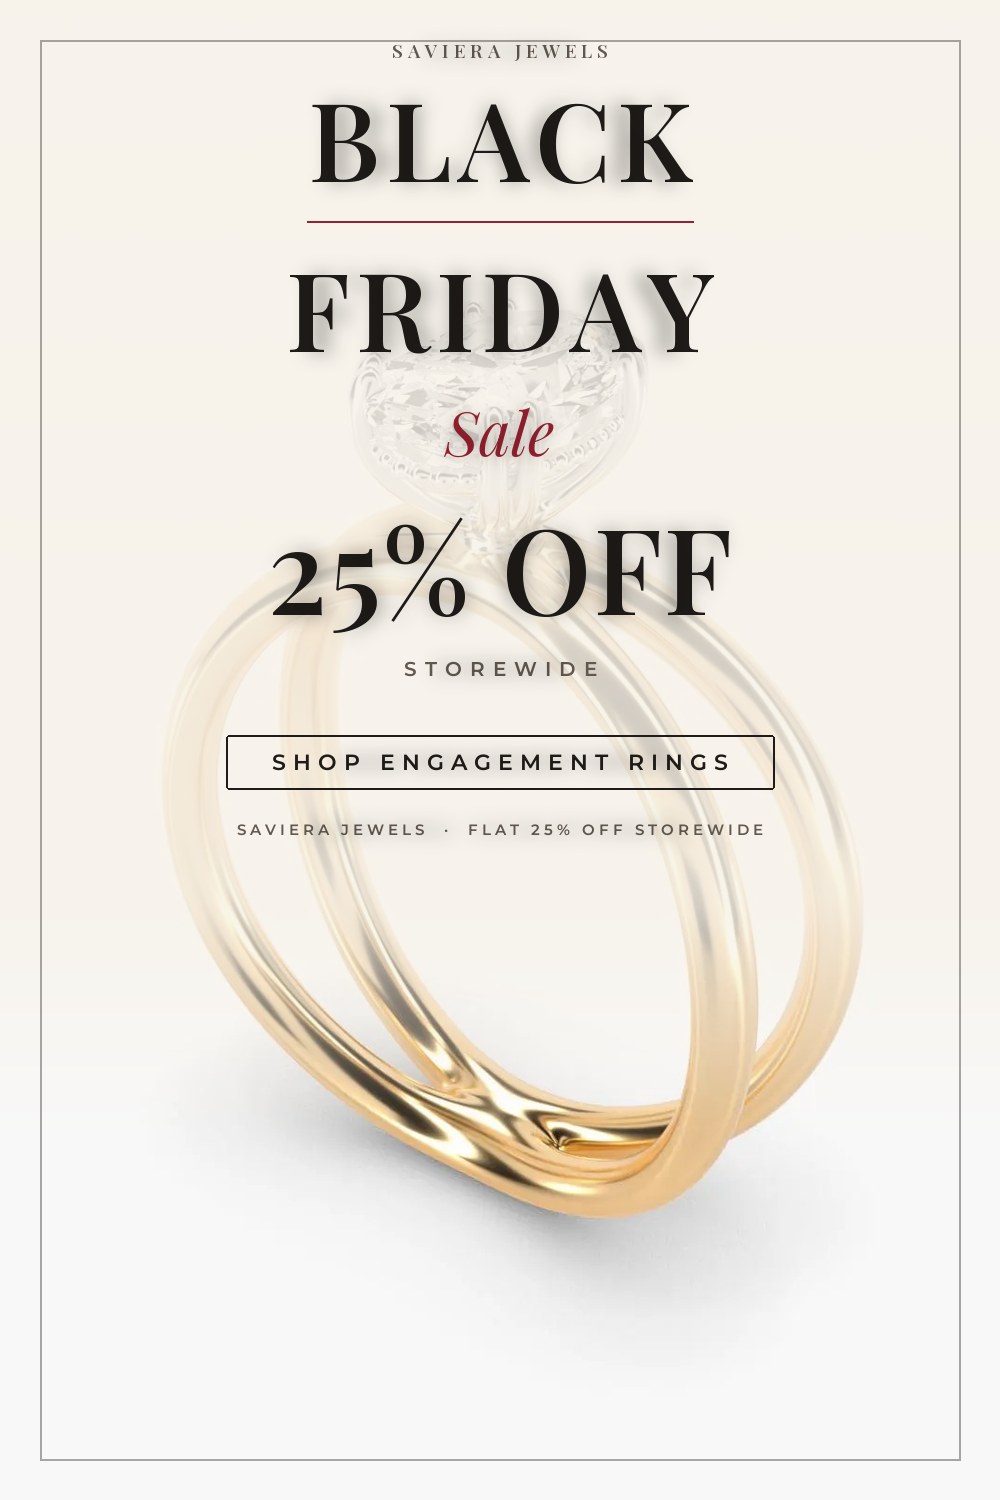 SAVIERA JEWELS
BLACK
FRIDAY
Sale
25% OFF
STOREWIDE
SHOP ENGAGEMENT RINGS
SAVIERA JEWELS · FLAT 25% OFF STOREWIDE